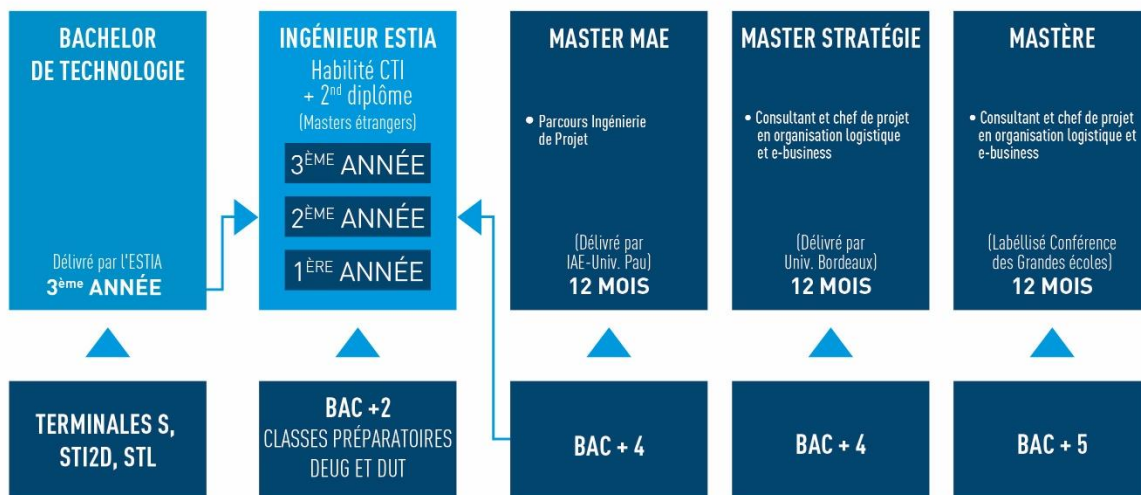 BACHELOR
DE TECHNOLOGIE
Délivré par l'ESTIA
3ème ANNÉE
INGÉNIEUR ESTIA
Habilité CTI
+ 2nd diplôme
(Masters étrangers)
3ÈME ANNÉE
2ÈME ANNÉE
1ÈRE ANNÉE
MASTER MAE
• Parcours Ingénierie
de Projet
(Délivré par
IAE-Univ. Pau)
12 MOIS
MASTER STRATÉGIE
• Consultant et chef de projet
en organisation logistique
et e-business
(Délivré par
Univ. Bordeaux)
12 MOIS
MASTÈRE
• Consultant et chef de projet
en organisation logistique et
e-business
(Labéllisé Conférence
des Grandes écoles)
12 MOIS
TERMINALES S,
STI2D, STL
BAC +2
CLASSES PRÉPARATOIRES
DEUG ET DUT
BAC + 4
BAC + 4
BAC + 5